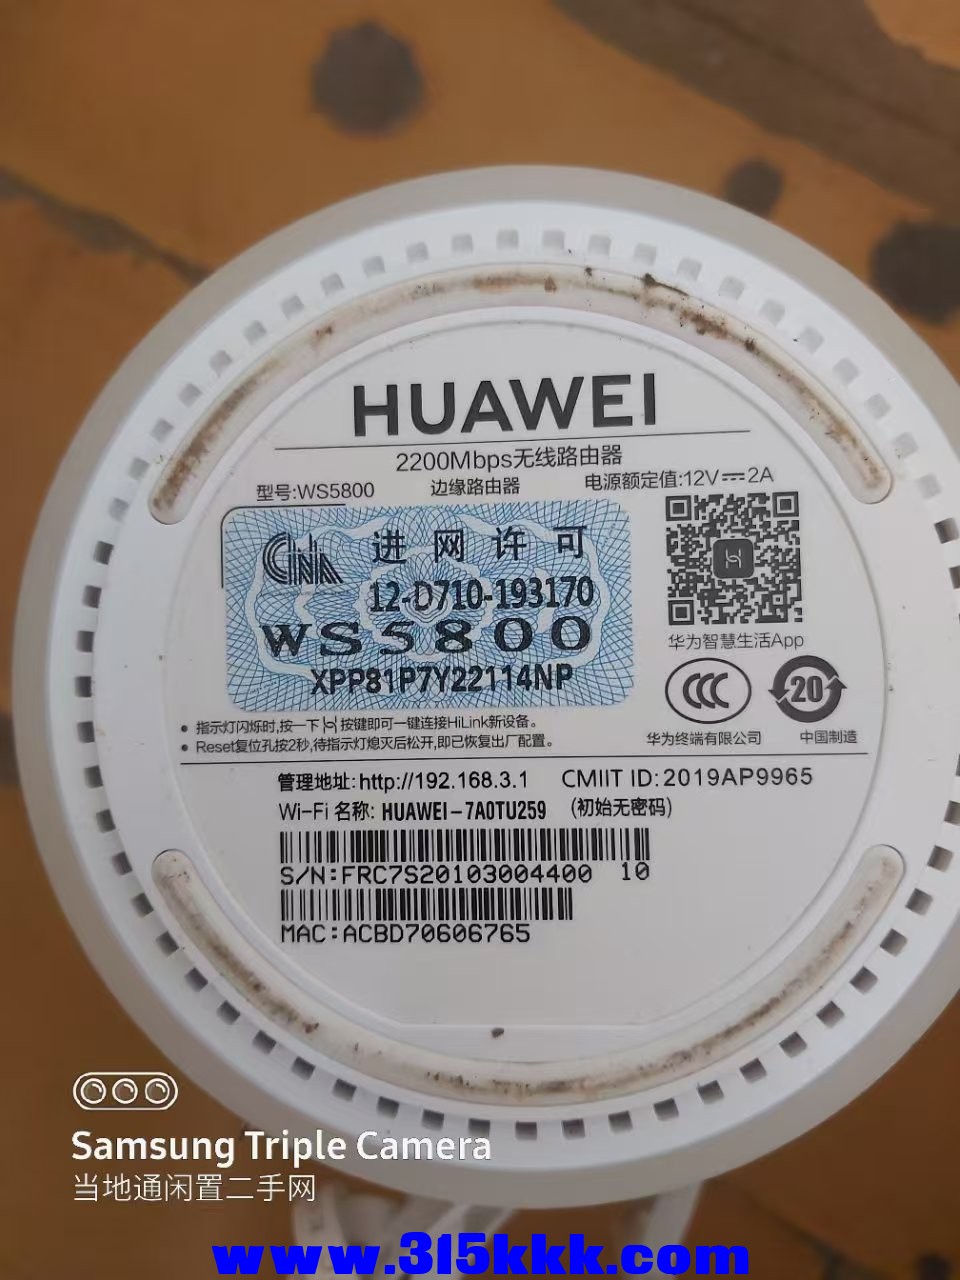 HUAWEI
2200Mbps无线路由器
型号:WS5800 边缘路由器 电源额定值:12V⎓2A
CNA 进网许可
12-D710-193170
WS5800
XPP81P7Y22114NP
华为智慧生活App
CCC 20
• 指示灯闪烁时,按一下 按键即可一键连接HiLink新设备。
• Reset复位孔按2秒,待指示灯熄灭后松开,即已恢复出厂配置。
华为终端有限公司 中国制造
管理地址:http://192.168.3.1 CMIIT ID:2019AP9965
Wi-Fi 名称: HUAWEI-7A0TU259 (初始无密码)
S/N:FRC7S20103004400 10
MAC:ACBD70606765
Samsung Triple Camera
当地通闲置二手网
www.315kkk.com